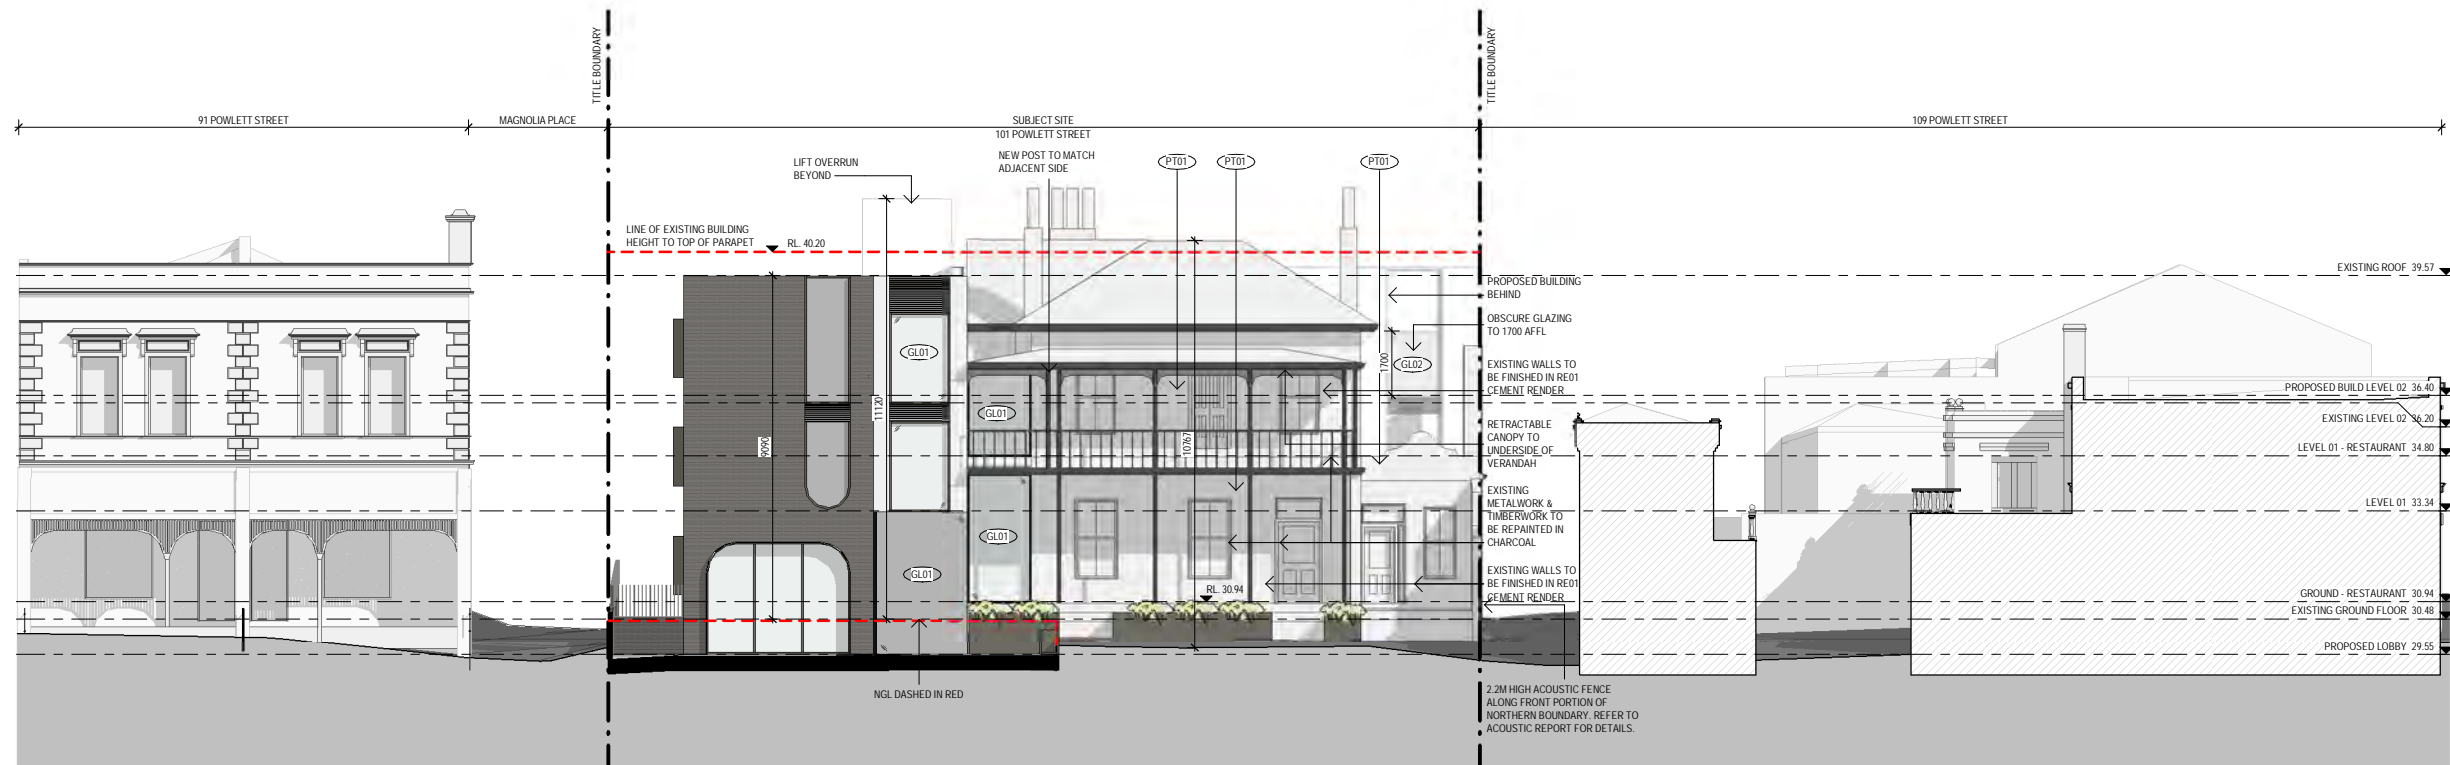 TITLE BOUNDARY
TITLE BOUNDARY
91 POWLETT STREET
MAGNOLIA PLACE
SUBJECT SITE
101 POWLETT STREET
109 POWLETT STREET
LIFT OVERRUN
BEYOND
NEW POST TO MATCH
ADJACENT SIDE
PT01
PT01
PT01
LINE OF EXISTING BUILDING
HEIGHT TO TOP OF PARAPET
RL. 40.20
PROPOSED BUILDING
BEHIND
OBSCURE GLAZING
TO 1700 AFFL
EXISTING WALLS TO
BE FINISHED IN RE01
CEMENT RENDER
RETRACTABLE
CANOPY TO
UNDERSIDE OF
VERANDAH
EXISTING
METALWORK &
TIMBERWORK TO
BE REPAINTED IN
CHARCOAL
EXISTING WALLS TO
BE FINISHED IN RE01
CEMENT RENDER
2.2M HIGH ACOUSTIC FENCE
ALONG FRONT PORTION OF
NORTHERN BOUNDARY. REFER TO
ACOUSTIC REPORT FOR DETAILS.
GL01
GL02
GL01
GL01
GL01
9090
11120
10767
1700
RL. 30.94
NGL DASHED IN RED
EXISTING ROOF 39.57
PROPOSED BUILD LEVEL 02 36.40
EXISTING LEVEL 02 36.20
LEVEL 01 - RESTAURANT 34.80
LEVEL 01 33.34
GROUND - RESTAURANT 30.94
EXISTING GROUND FLOOR 30.48
PROPOSED LOBBY 29.55